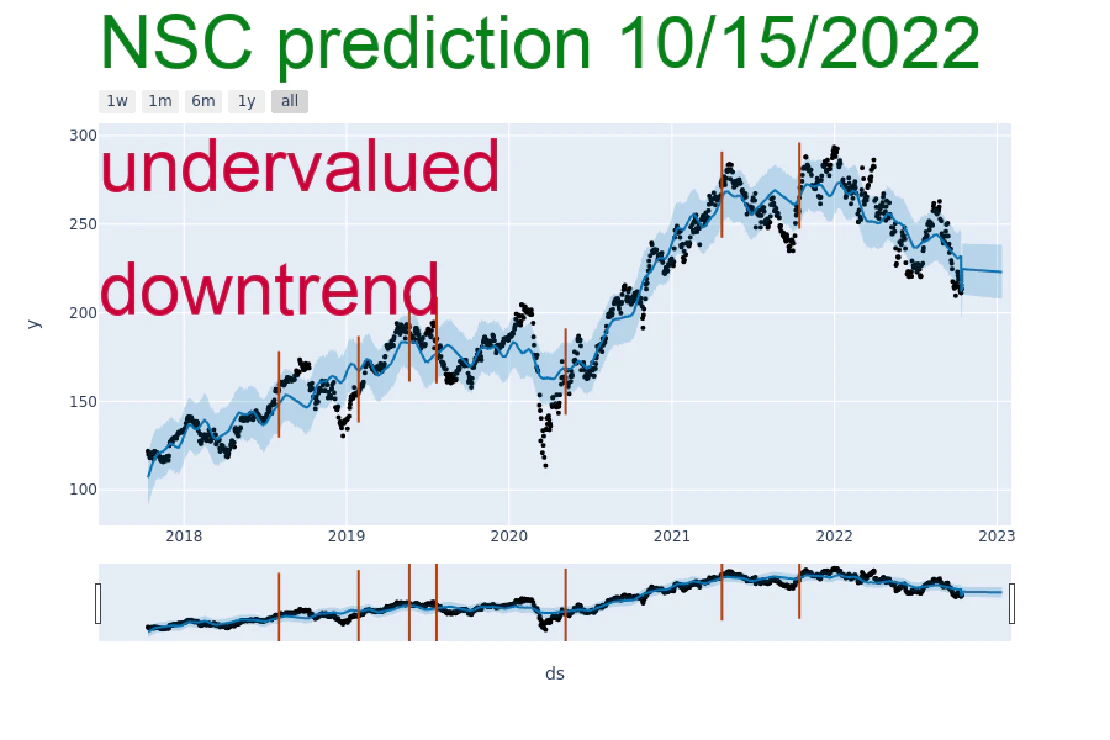 NSC prediction 10/15/2022
1w 1m 6m 1y all
300
undervalued
250
downtrend
200
y
150
100
2018 2019 2020 2021 2022 2023
ds